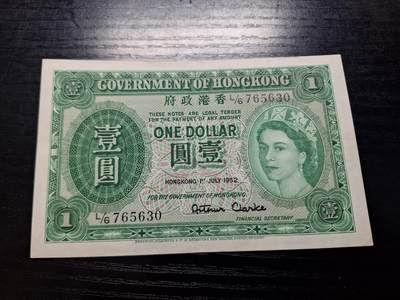 GOVERNMENT OF HONGKONG
1
1
府政港香
L/6 765630
THESE NOTES ARE LEGAL TENDER
FOR THE PAYMENT OF ANY AMOUNT
壹圓
ONE DOLLAR
圓壹
HONGKONG 1ST JULY 1952
FOR THE GOVERNMENT OF HONGKONG
L/6 765630
Arthur Clarke
FINANCIAL SECRETARY
1